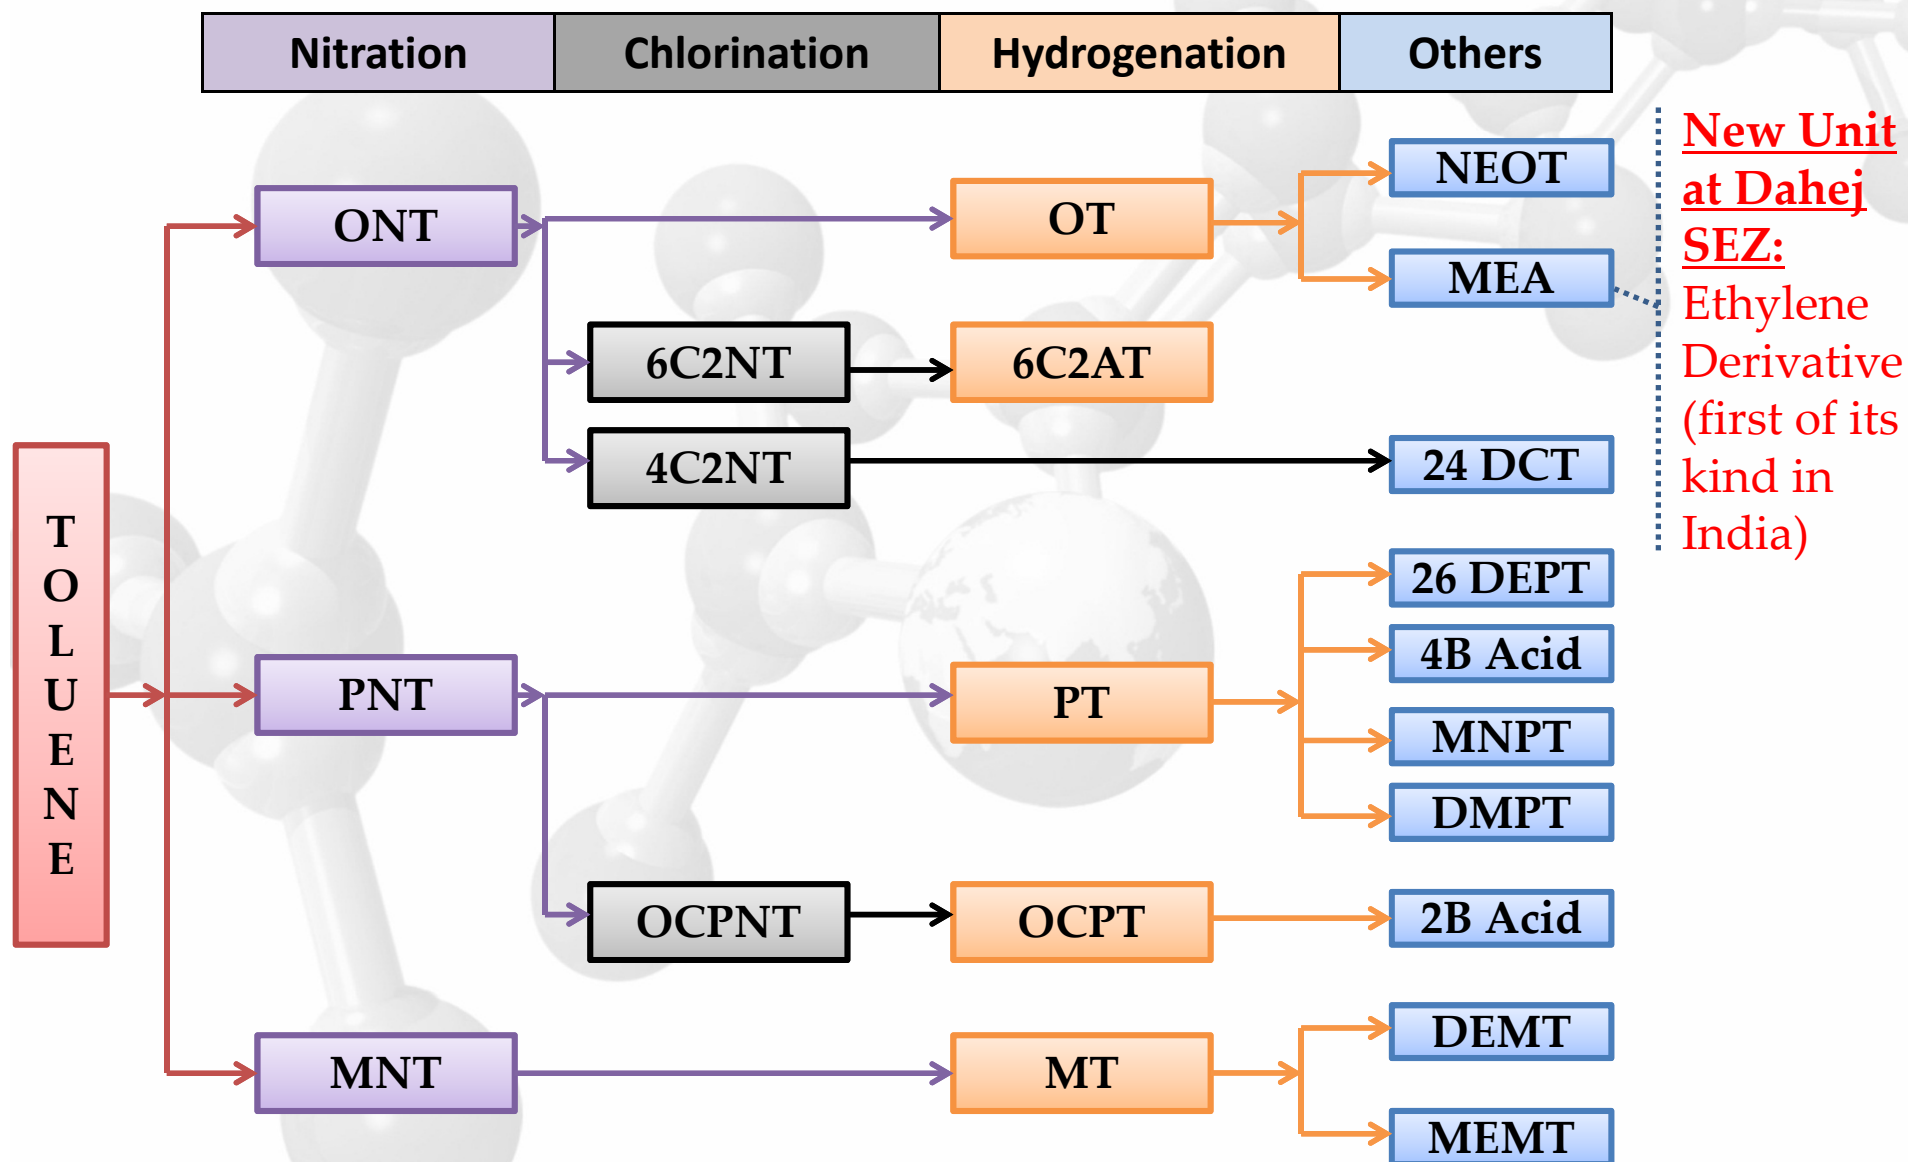 Nitration Chlorination Hydrogenation Others
TOLUENE
ONT
PNT
MNT
6C2NT
4C2NT
OCPNT
OT
6C2AT
PT
OCPT
MT
NEOT
MEA
24 DCT
26 DEPT
4B Acid
MNPT
DMPT
2B Acid
DEMT
MEMT
New Unit
at Dahej
SEZ:
Ethylene
Derivative
(first of its
kind in
India)